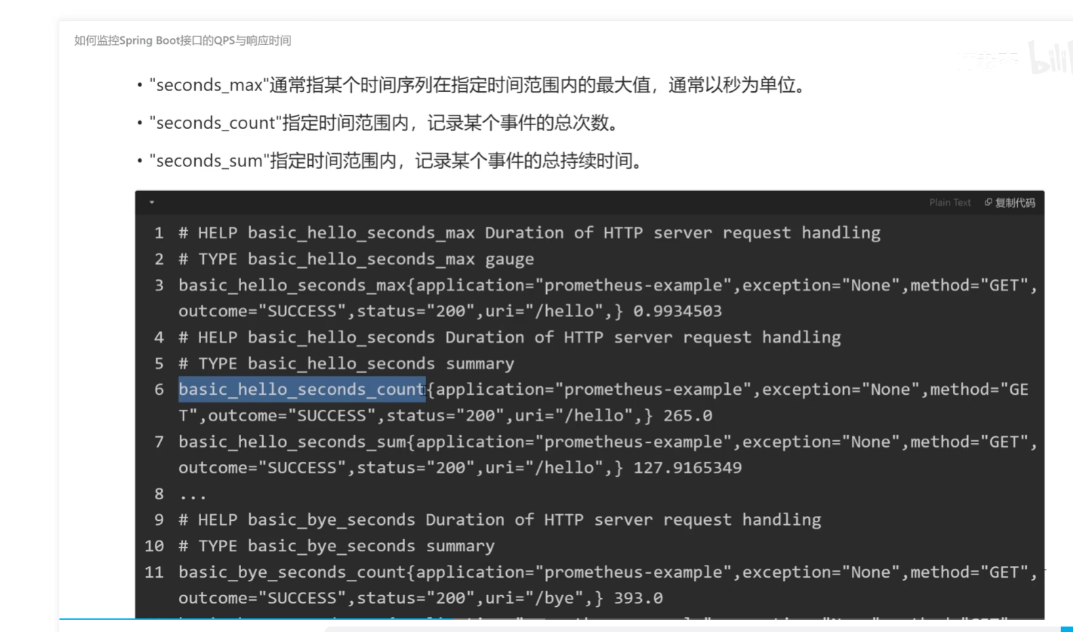 如何监控Spring Boot接口的QPS与响应时间
• "seconds_max"通常指某个时间序列在指定时间范围内的最大值，通常以秒为单位。
• "seconds_count"指定时间范围内，记录某个事件的总次数。
• "seconds_sum"指定时间范围内，记录某个事件的总持续时间。
Plain Text 复制代码
1 # HELP basic_hello_seconds_max Duration of HTTP server request handling
2 # TYPE basic_hello_seconds_max gauge
3 basic_hello_seconds_max{application="prometheus-example",exception="None",method="GET",
outcome="SUCCESS",status="200",uri="/hello",} 0.9934503
4 # HELP basic_hello_seconds Duration of HTTP server request handling
5 # TYPE basic_hello_seconds summary
6 basic_hello_seconds_count{application="prometheus-example",exception="None",method="GE
T",outcome="SUCCESS",status="200",uri="/hello",} 265.0
7 basic_hello_seconds_sum{application="prometheus-example",exception="None",method="GET",
outcome="SUCCESS",status="200",uri="/hello",} 127.9165349
8 ...
9 # HELP basic_bye_seconds Duration of HTTP server request handling
10 # TYPE basic_bye_seconds summary
11 basic_bye_seconds_count{application="prometheus-example",exception="None",method="GET",
outcome="SUCCESS",status="200",uri="/bye",} 393.0